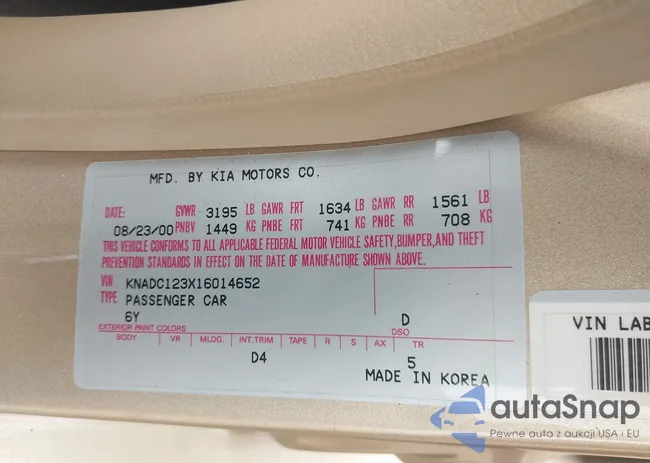 MFD. BY KIA MOTORS CO.
DATE: GVWR 3195 LB GAWR FRT 1634 LB GAWR RR 1561 LB
08/23/00 PNBV 1449 KG PNBE FRT 741 KG PNBE RR 708 KG
THIS VEHICLE CONFORMS TO ALL APPLICABLE FEDERAL MOTOR VEHICLE SAFETY, BUMPER, AND THEFT
PREVENTION STANDARDS IN EFFECT ON THE DATE OF MANUFACTURE SHOWN ABOVE.
VIN KNADC123X16014652
TYPE PASSENGER CAR
6Y D
EXTERIOR PAINT COLORS DSO
BODY VR MLDG. INT.TRIM TAPE R S AX TR
D4 5
MADE IN KOREA
VIN LAB
autaSnap
Pewne auta z aukcji USA i EU